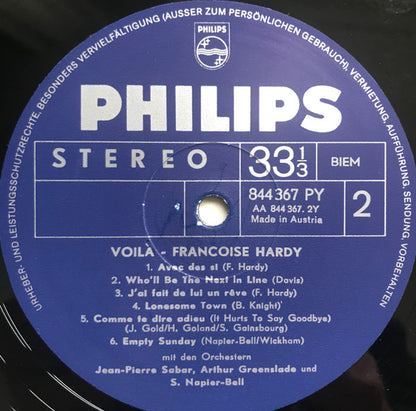 URHEBER- UND LEISTUNGSSCHUTZRECHTE, BESONDERS VERVIELFÄLTIGUNG (AUSSER ZUM PERSÖNLICHEN GEBRAUCH), VERMIETUNG, AUFFÜHRUNG, SENDUNG, VORBEHALTEN
PHILIPS
PHILIPS
STEREO 33 1/3 BIEM
844 367 PY
AA 844 367. 2Y
Made in Austria
2
VOILA - FRANCOISE HARDY
1. Avec des si (F. Hardy)
2. Who'll Be The Next in Line (Davis)
3. J'ai fait de lui un rêve (F. Hardy)
4. Lonesome Town (B. Knight)
5. Comme te dire adieu (It Hurts To Say Goodbye)
(J. Gold/H. Goland/S. Gainsbourg)
6. Empty Sunday (Napier-Bell/Wickham)
mit den Orchestern
Jean-Pierre Sabar, Arthur Greenslade und
S. Napier-Bell